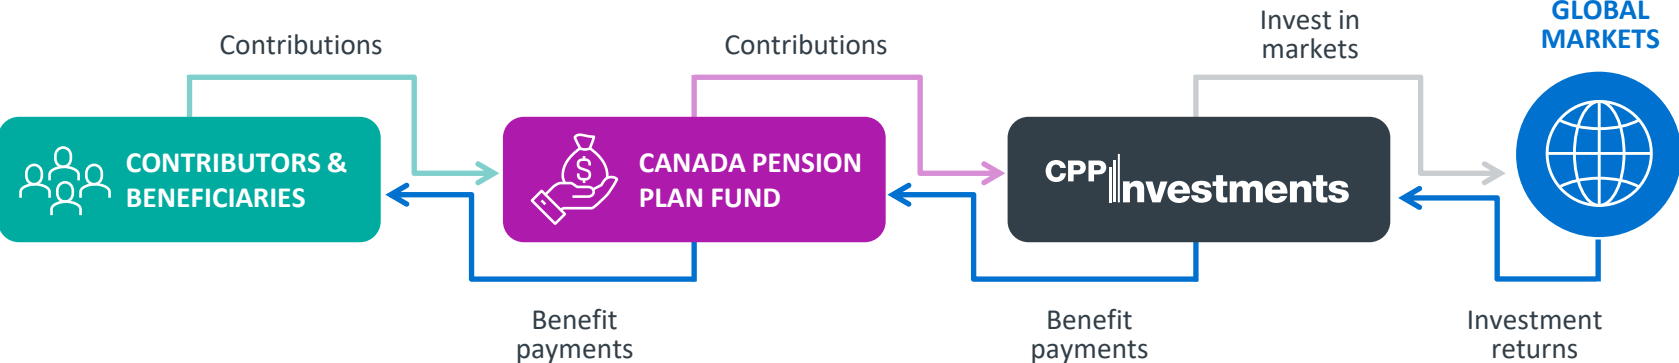 Contributions
Contributions
Invest in
markets
GLOBAL
MARKETS
CONTRIBUTORS &
BENEFICIARIES
$
CANADA PENSION
PLAN FUND
CPP Investments
Benefit
payments
Benefit
payments
Investment
returns